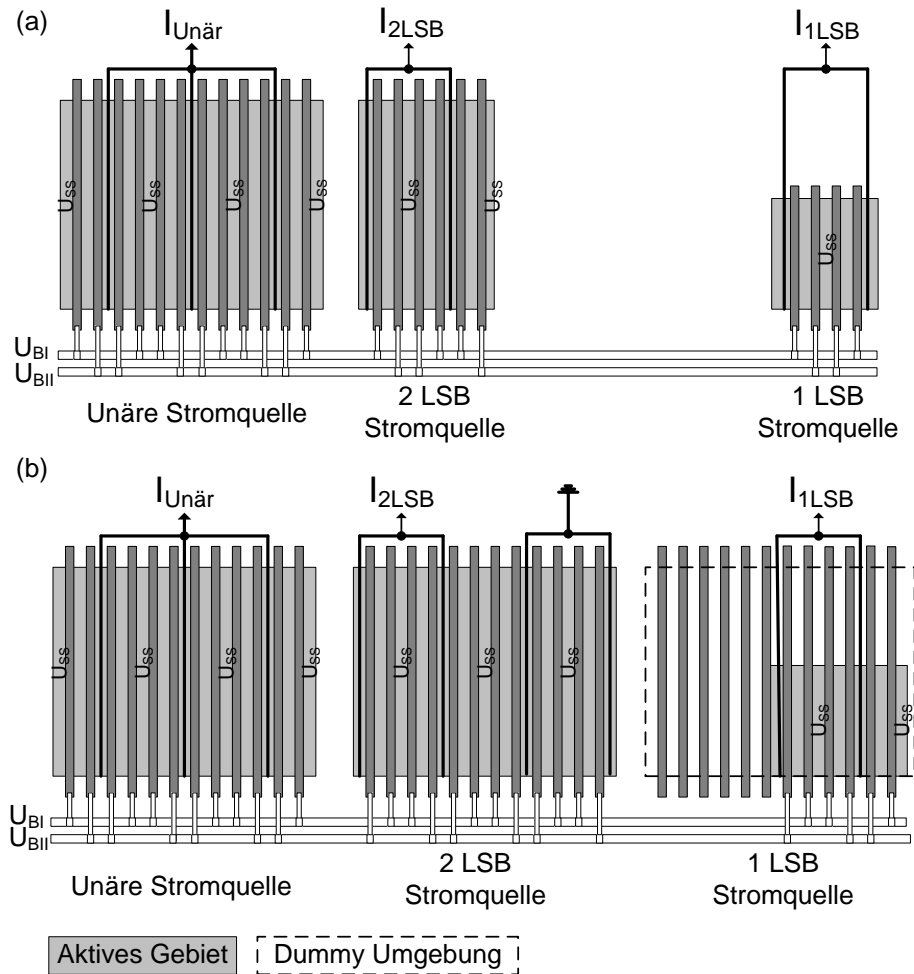 (a)
I_Unär I_2LSB I_1LSB
U_SS U_SS U_SS U_SS U_SS U_SS U_SS
U_BI
U_BII
Unäre Stromquelle
2 LSB
Stromquelle
1 LSB
Stromquelle
(b)
I_Unär I_2LSB I_1LSB
U_SS U_SS U_SS U_SS U_SS U_SS U_SS U_SS U_SS
U_BI
U_BII
Unäre Stromquelle
2 LSB
Stromquelle
1 LSB
Stromquelle
Aktives Gebiet
Dummy Umgebung